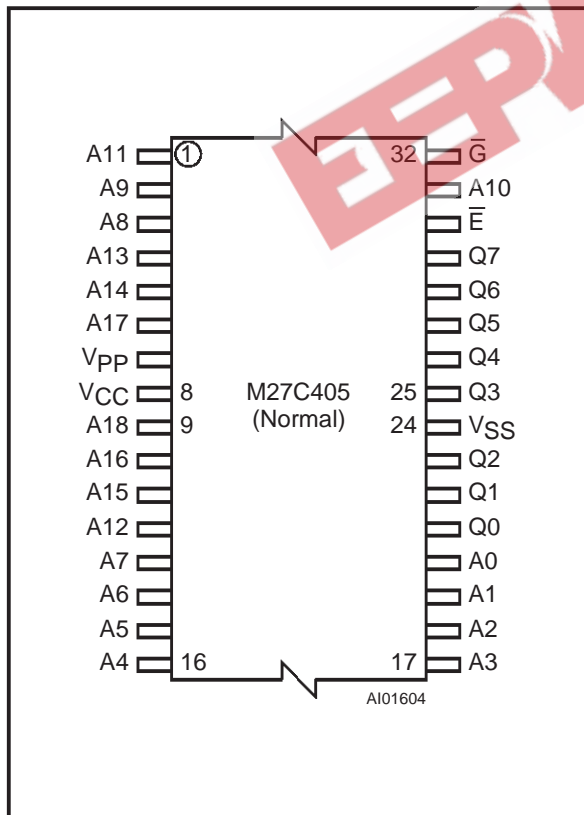 EEPW
A11 1 32 G̅
A9 A10
A8 E̅
A13 Q7
A14 Q6
A17 Q5
VPP Q4
VCC 8 M27C405 25 Q3
A18 9 (Normal) 24 VSS
A16 Q2
A15 Q1
A12 Q0
A7 A0
A6 A1
A5 A2
A4 16 17 A3
AI01604